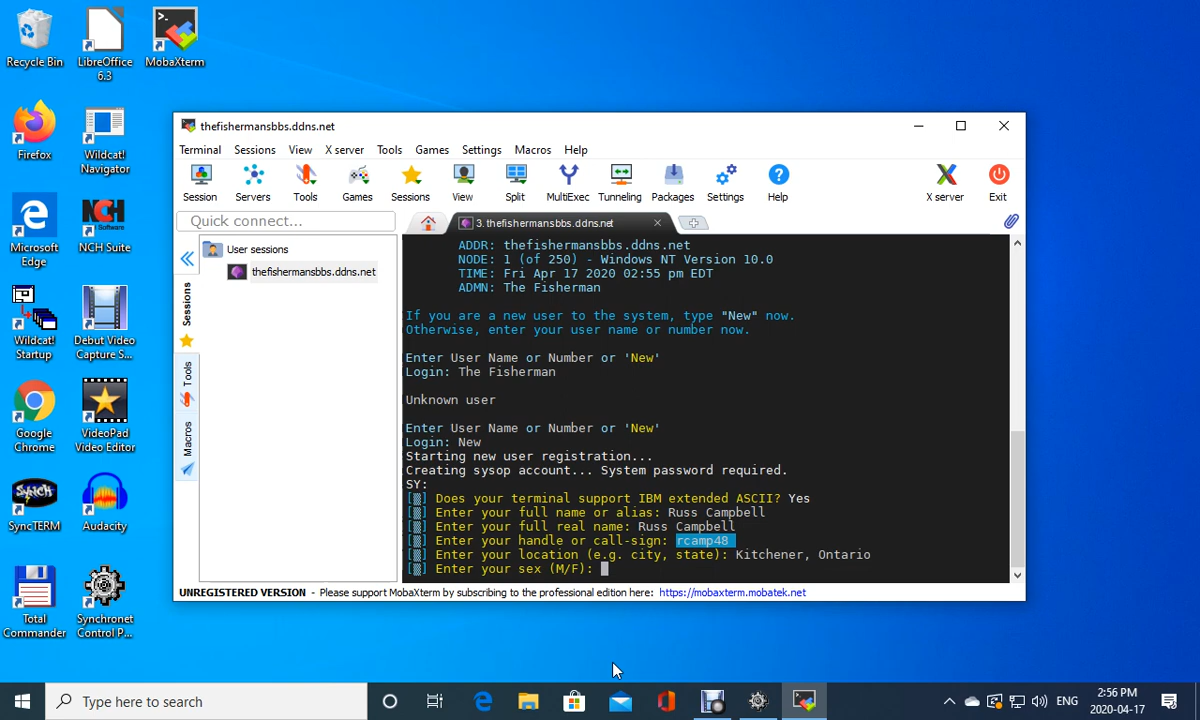 Recycle Bin
LibreOffice 6.3
MobaXterm
Firefox
Wildcat! Navigator
Microsoft Edge
NCH
NCH Suite
Wildcat! Startup
Debut Video Capture S...
Google Chrome
VideoPad Video Editor
Synch
SyncTERM
Audacity
Total Commander
Synchronet Control P...
thefishermansbbs.ddns.net
Terminal Sessions View X server Tools Games Settings Macros Help
Session Servers Tools Games Sessions View Split MultiExec Tunneling Packages Settings Help X server Exit
Quick connect...
3. thefishermansbbs.ddns.net
User sessions
thefishermansbbs.ddns.net
Sessions
Tools
Macros
ADDR: thefishermansbbs.ddns.net
NODE: 1 (of 250) - Windows NT Version 10.0
TIME: Fri Apr 17 2020 02:55 pm EDT
ADMN: The Fisherman
If you are a new user to the system, type "New" now.
Otherwise, enter your user name or number now.
Enter User Name or Number or 'New'
Login: The Fisherman
Unknown user
Enter User Name or Number or 'New'
Login: New
Starting new user registration...
Creating sysop account... System password required.
SY:
[▒] Does your terminal support IBM extended ASCII? Yes
[▒] Enter your full name or alias: Russ Campbell
[▒] Enter your full real name: Russ Campbell
[▒] Enter your handle or call-sign: rcamp48
[▒] Enter your location (e.g. city, state): Kitchener, Ontario
[▒] Enter your sex (M/F):
UNREGISTERED VERSION - Please support MobaXterm by subscribing to the professional edition here: https://mobaxterm.mobatek.net
Type here to search
ENG
2:56 PM
2020-04-17